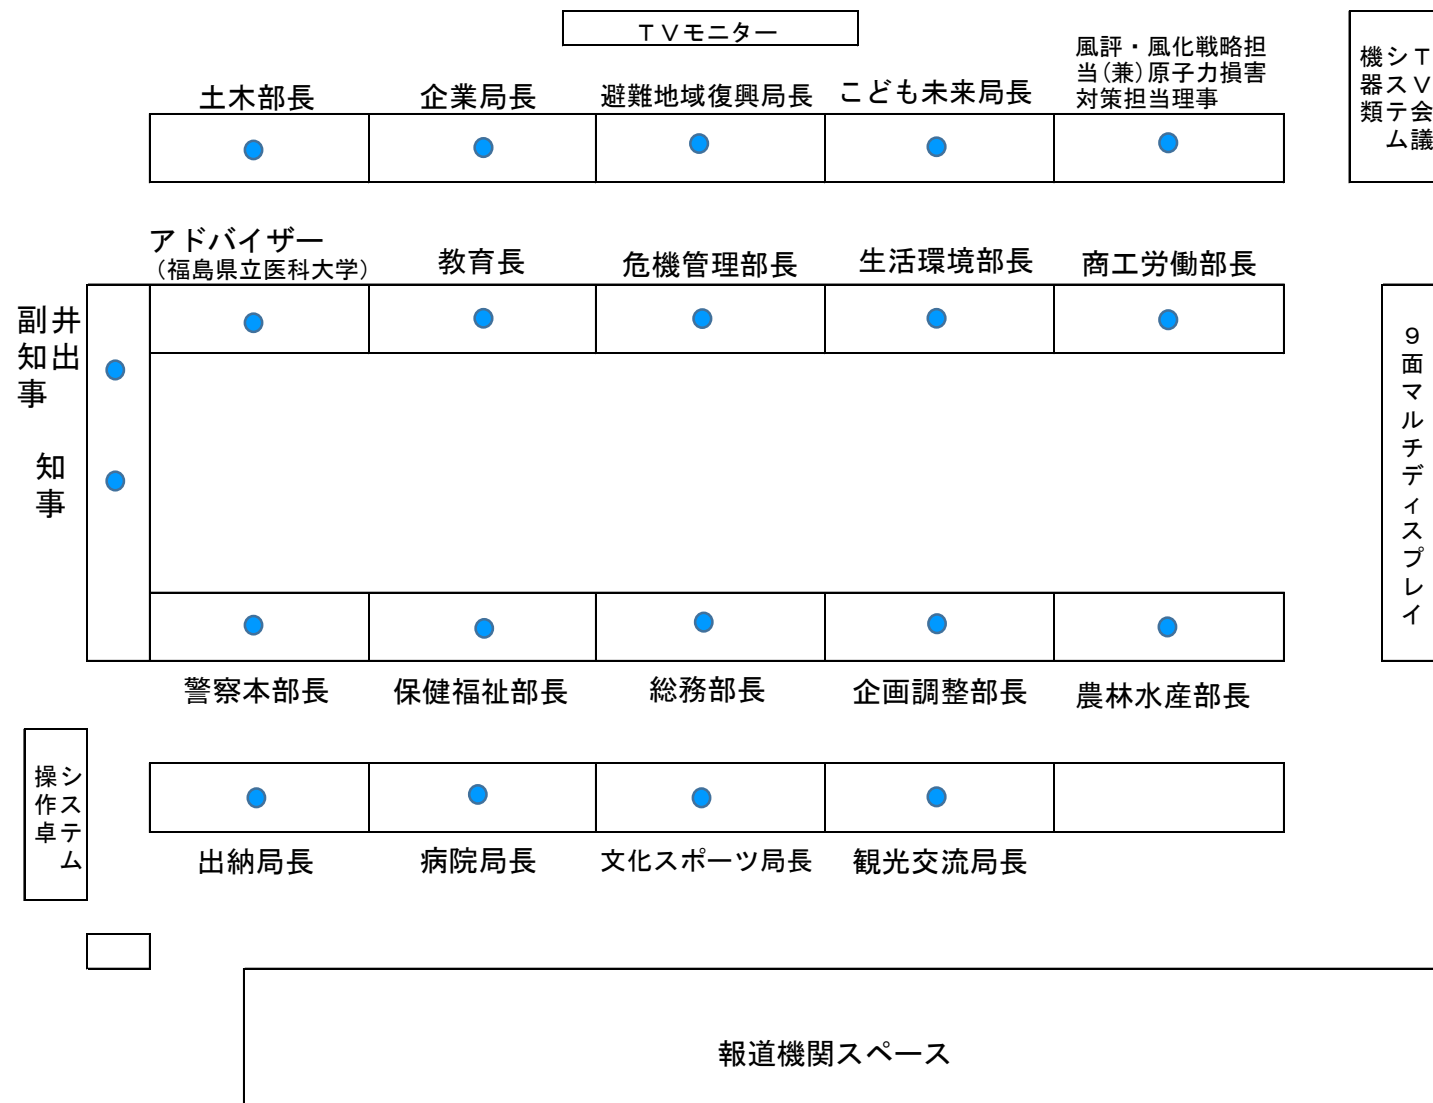 ＴＶモニター
土木部長
企業局長
避難地域復興局長
こども未来局長
風評・風化戦略担
当(兼)原子力損害
対策担当理事
ＴＶ会議
システム
機器類
アドバイザー
（福島県立医科大学）
教育長
危機管理部長
生活環境部長
商工労働部長
井出
副知事
知事
９面マルチディスプレイ
警察本部長
保健福祉部長
総務部長
企画調整部長
農林水産部長
システム
操作卓
出納局長
病院局長
文化スポーツ局長
観光交流局長
報道機関スペース